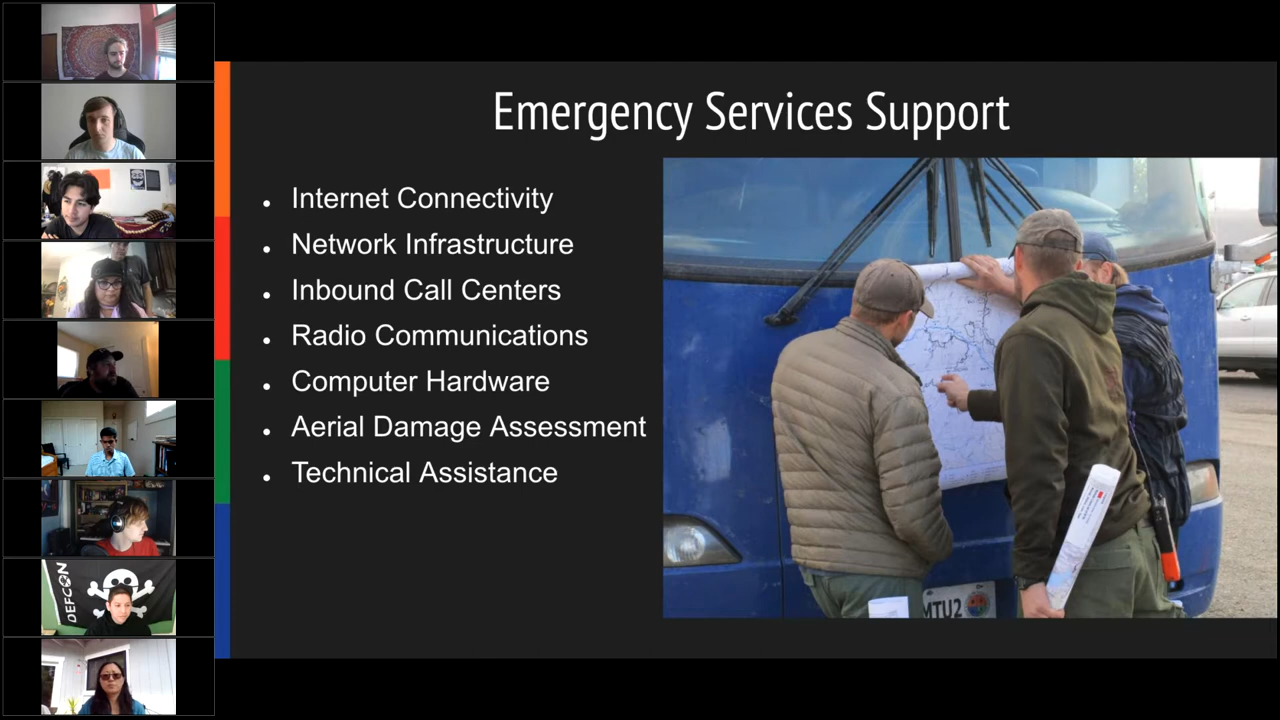 Emergency Services Support
Internet Connectivity
Network Infrastructure
Inbound Call Centers
Radio Communications
Computer Hardware
Aerial Damage Assessment
Technical Assistance
MTU2
DEFCON